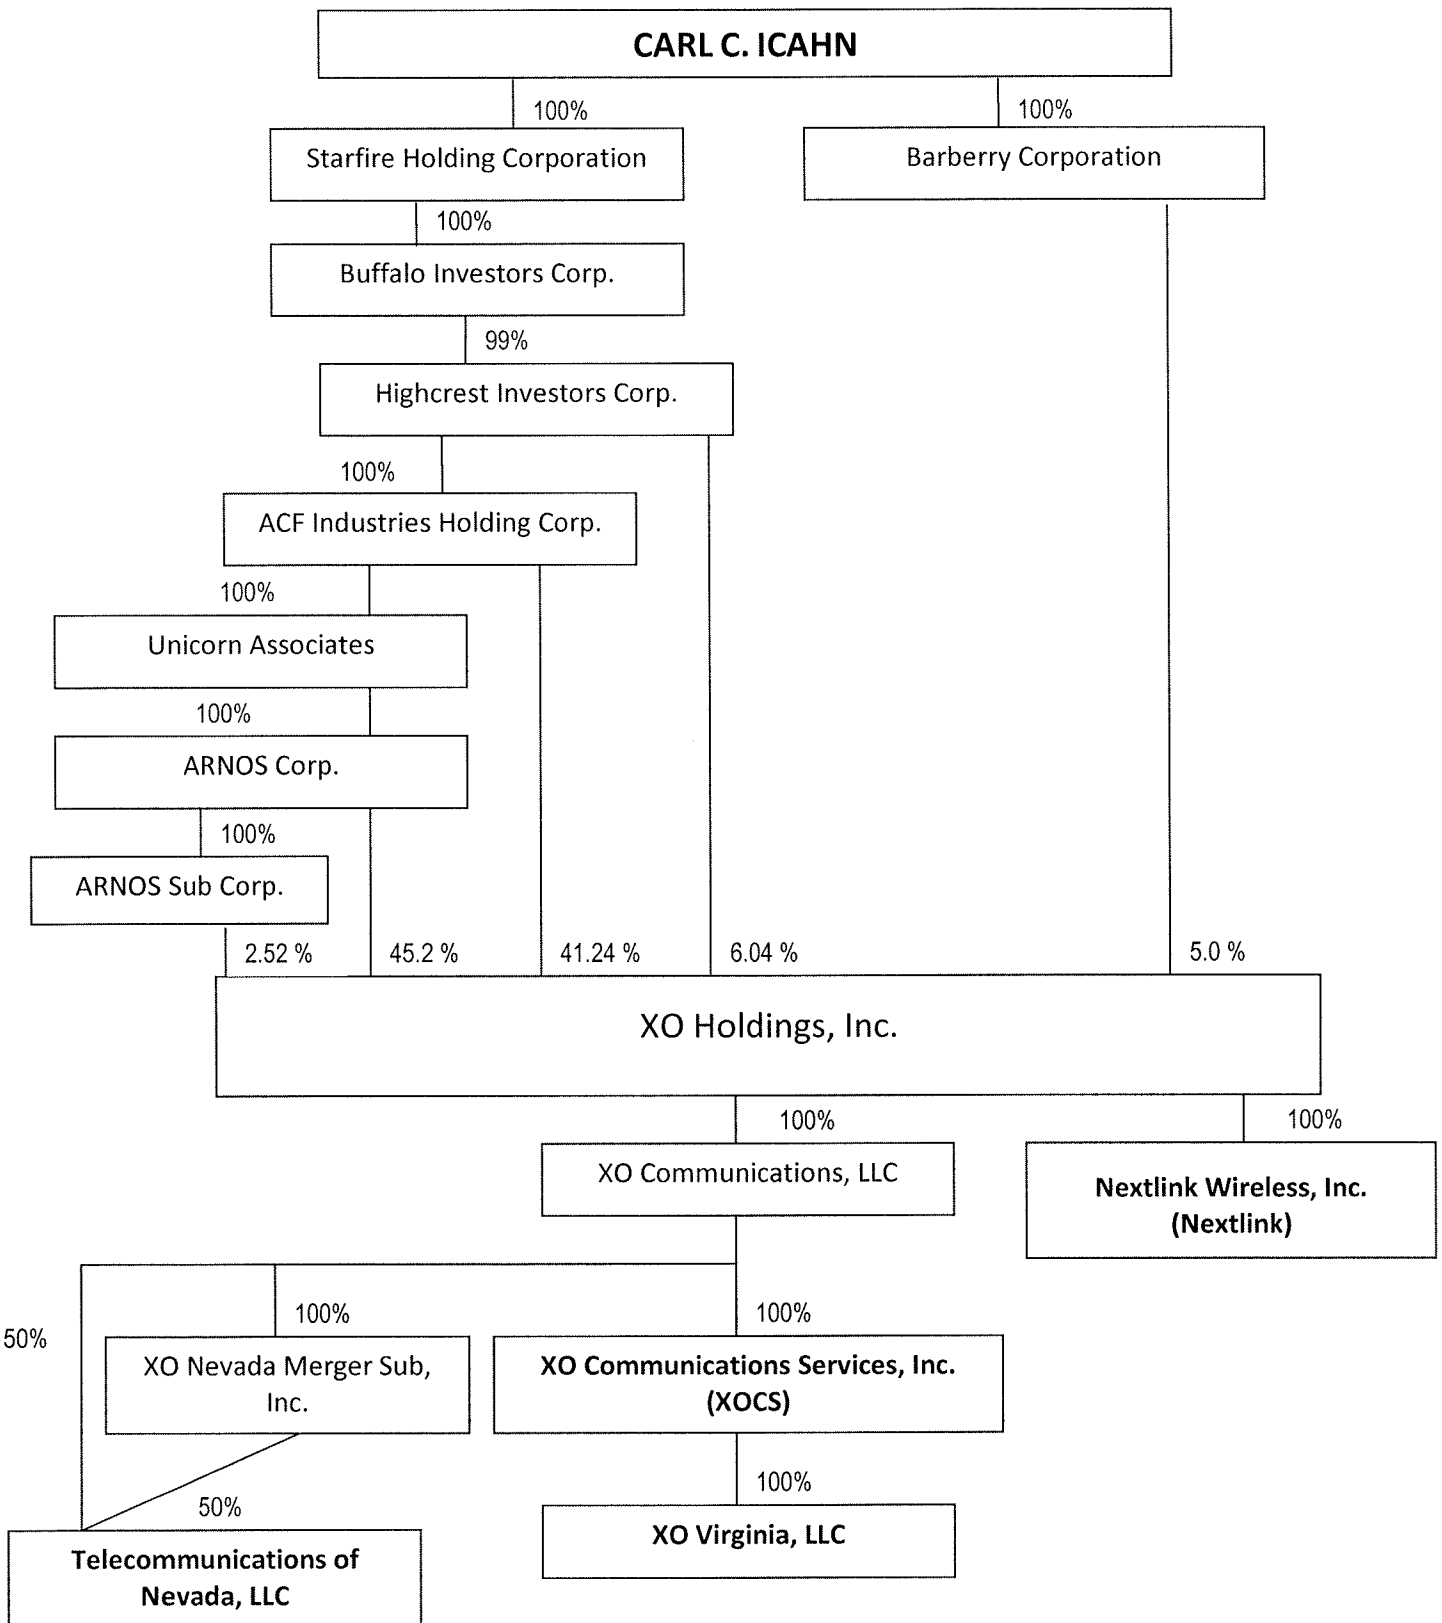 CARL C. ICAHN
100%
100%
Starfire Holding Corporation
Barberry Corporation
100%
Buffalo Investors Corp.
99%
Highcrest Investors Corp.
100%
ACF Industries Holding Corp.
100%
Unicorn Associates
100%
ARNOS Corp.
100%
ARNOS Sub Corp.
2.52 %
45.2 %
41.24 %
6.04 %
5.0 %
XO Holdings, Inc.
100%
100%
XO Communications, LLC
Nextlink Wireless, Inc.
(Nextlink)
50%
100%
100%
XO Nevada Merger Sub,
Inc.
XO Communications Services, Inc.
(XOCS)
50%
100%
Telecommunications of
Nevada, LLC
XO Virginia, LLC